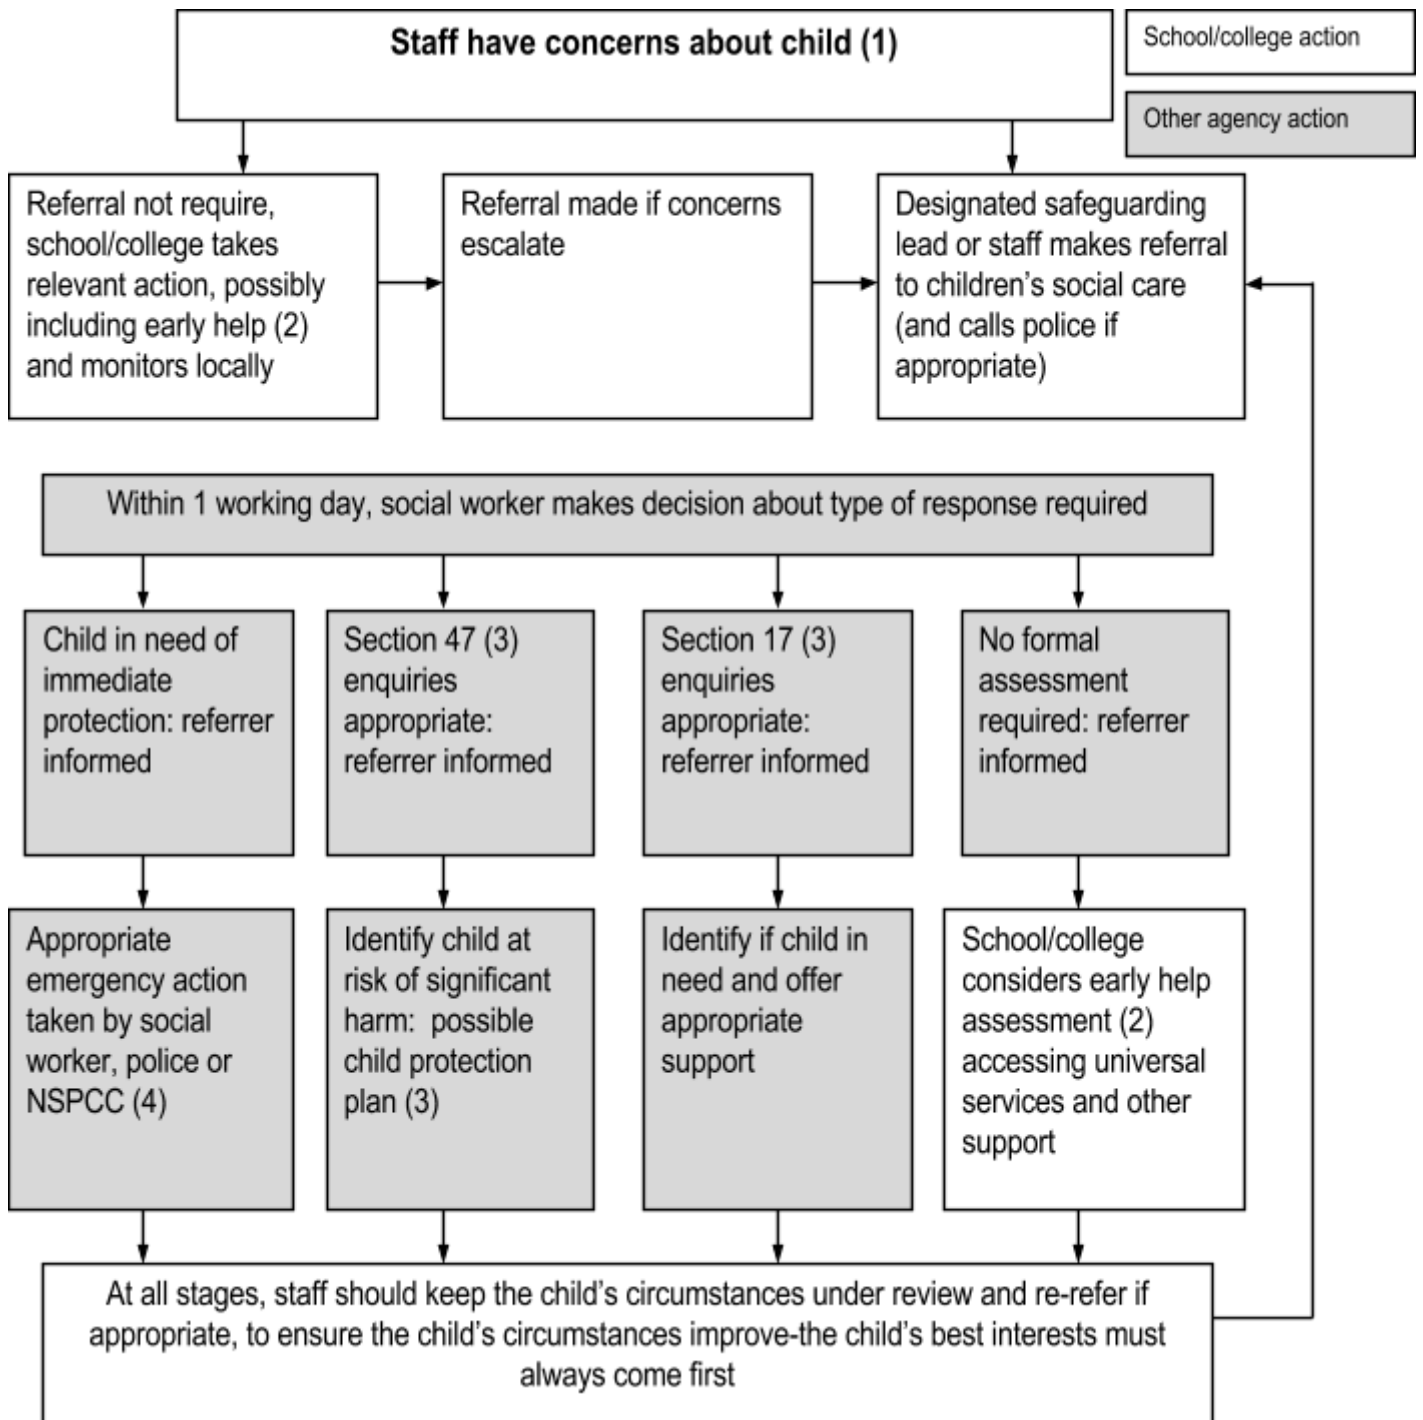 Staff have concerns about child (1)
School/college action
Other agency action
Referral not require,
school/college takes
relevant action, possibly
including early help (2)
and monitors locally
Referral made if concerns
escalate
Designated safeguarding
lead or staff makes referral
to children’s social care
(and calls police if
appropriate)
Within 1 working day, social worker makes decision about type of response required
Child in need of
immediate
protection: referrer
informed
Section 47 (3)
enquiries
appropriate:
referrer informed
Section 17 (3)
enquiries
appropriate:
referrer informed
No formal
assessment
required: referrer
informed
Appropriate
emergency action
taken by social
worker, police or
NSPCC (4)
Identify child at
risk of significant
harm:  possible
child protection
plan (3)
Identify if child in
need and offer
appropriate
support
School/college
considers early help
assessment (2)
accessing universal
services and other
support
At all stages, staff should keep the child’s circumstances under review and re-refer if
appropriate, to ensure the child’s circumstances improve-the child’s best interests must
always come first